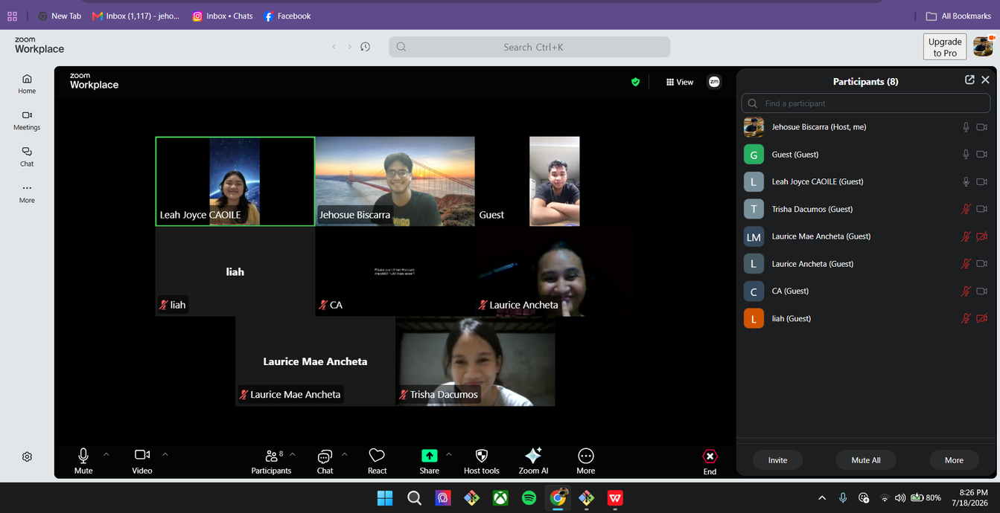 New Tab
Inbox (1,117) - jeho...
Inbox • Chats
Facebook
All Bookmarks
zoom
Workplace
Search Ctrl+K
Upgrade
to Pro
Home
Meetings
Chat
More
zoom
Workplace
View
zm
Leah Joyce CAOILE
Jehosue Biscarra
Guest
liah
liah
CA
Laurice Ancheta
Laurice Mae Ancheta
Laurice Mae Ancheta
Trisha Dacumos
Participants (8)
Find a participant
Jehosue Biscarra (Host, me)
G Guest (Guest)
L Leah Joyce CAOILE (Guest)
T Trisha Dacumos (Guest)
LM Laurice Mae Ancheta (Guest)
L Laurice Ancheta (Guest)
C CA (Guest)
L liah (Guest)
Invite
Mute All
More
Mute
Video
8
Participants
Chat
React
Share
Host tools
Zoom AI
More
End
80%
8:26 PM
7/18/2026